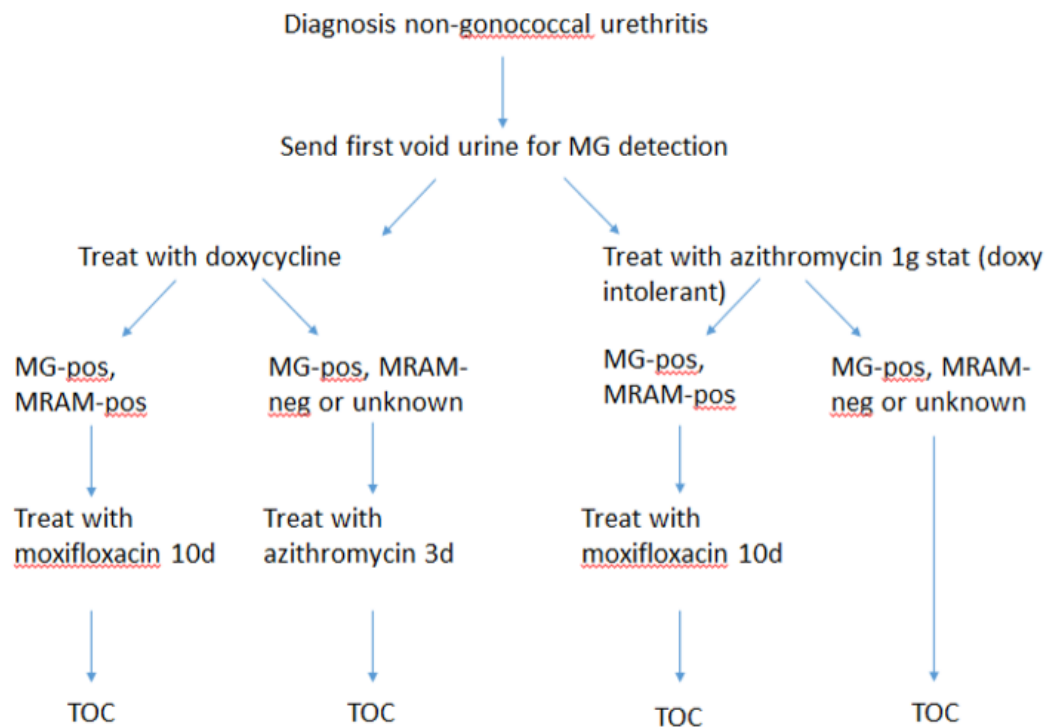 Diagnosis non-gonococcal urethritis
Send first void urine for MG detection
Treat with doxycycline
Treat with azithromycin 1g stat (doxy
intolerant)
MG-pos,
MRAM-pos
MG-pos, MRAM-
neg or unknown
MG-pos,
MRAM-pos
MG-pos, MRAM-
neg or unknown
Treat with
moxifloxacin 10d
Treat with
azithromycin 3d
Treat with
moxifloxacin 10d
TOC
TOC
TOC
TOC